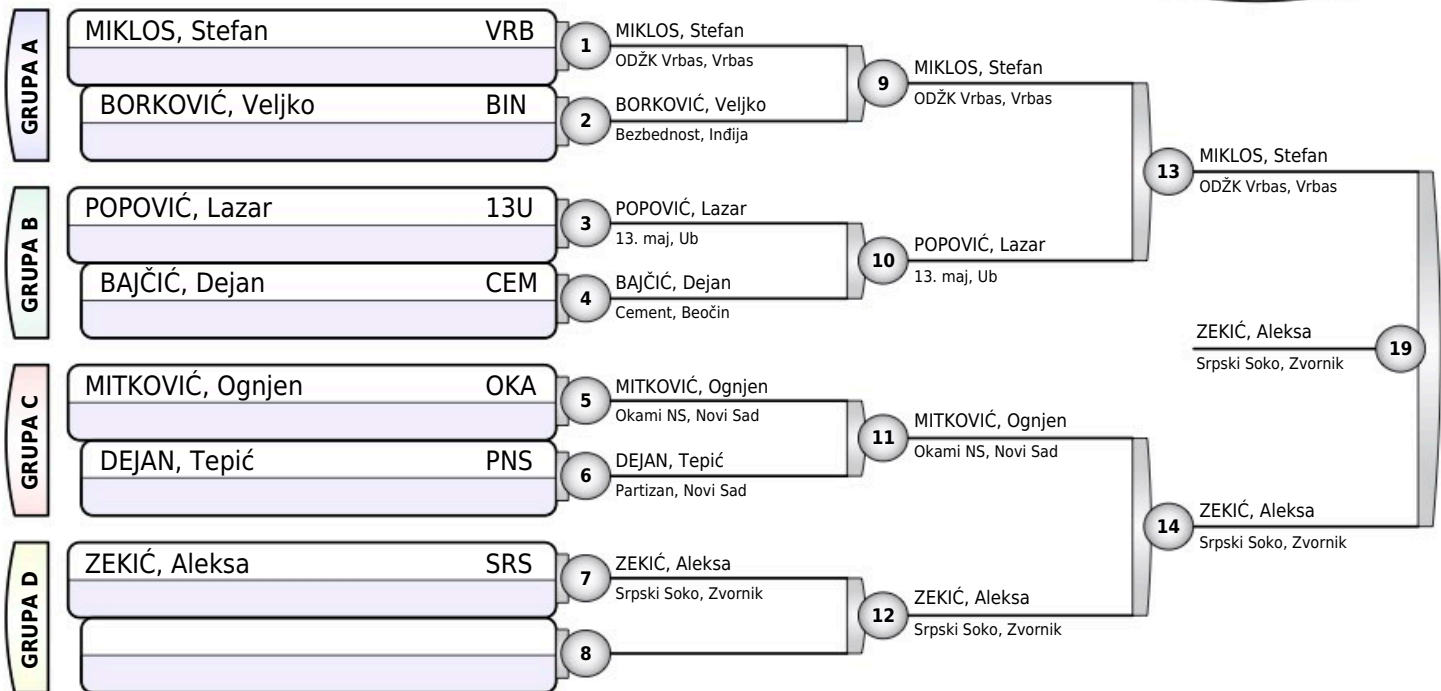 GRUPA A
MIKLOS, Stefan VRB
BORKOVIĆ, Veljko BIN
1
MIKLOS, Stefan
ODŽK Vrbas, Vrbas
2
BORKOVIĆ, Veljko
Bezbednost, Inđija
9
MIKLOS, Stefan
ODŽK Vrbas, Vrbas
GRUPA B
POPOVIĆ, Lazar 13U
BAJČIĆ, Dejan CEM
3
POPOVIĆ, Lazar
13. maj, Ub
4
BAJČIĆ, Dejan
Cement, Beočin
10
POPOVIĆ, Lazar
13. maj, Ub
13
MIKLOS, Stefan
ODŽK Vrbas, Vrbas
GRUPA C
MITKOVIĆ, Ognjen OKA
DEJAN, Tepić PNS
5
MITKOVIĆ, Ognjen
Okami NS, Novi Sad
6
DEJAN, Tepić
Partizan, Novi Sad
11
MITKOVIĆ, Ognjen
Okami NS, Novi Sad
GRUPA D
ZEKIĆ, Aleksa SRS
7
ZEKIĆ, Aleksa
Srpski Soko, Zvornik
8
12
ZEKIĆ, Aleksa
Srpski Soko, Zvornik
14
ZEKIĆ, Aleksa
Srpski Soko, Zvornik
ZEKIĆ, Aleksa
Srpski Soko, Zvornik
19